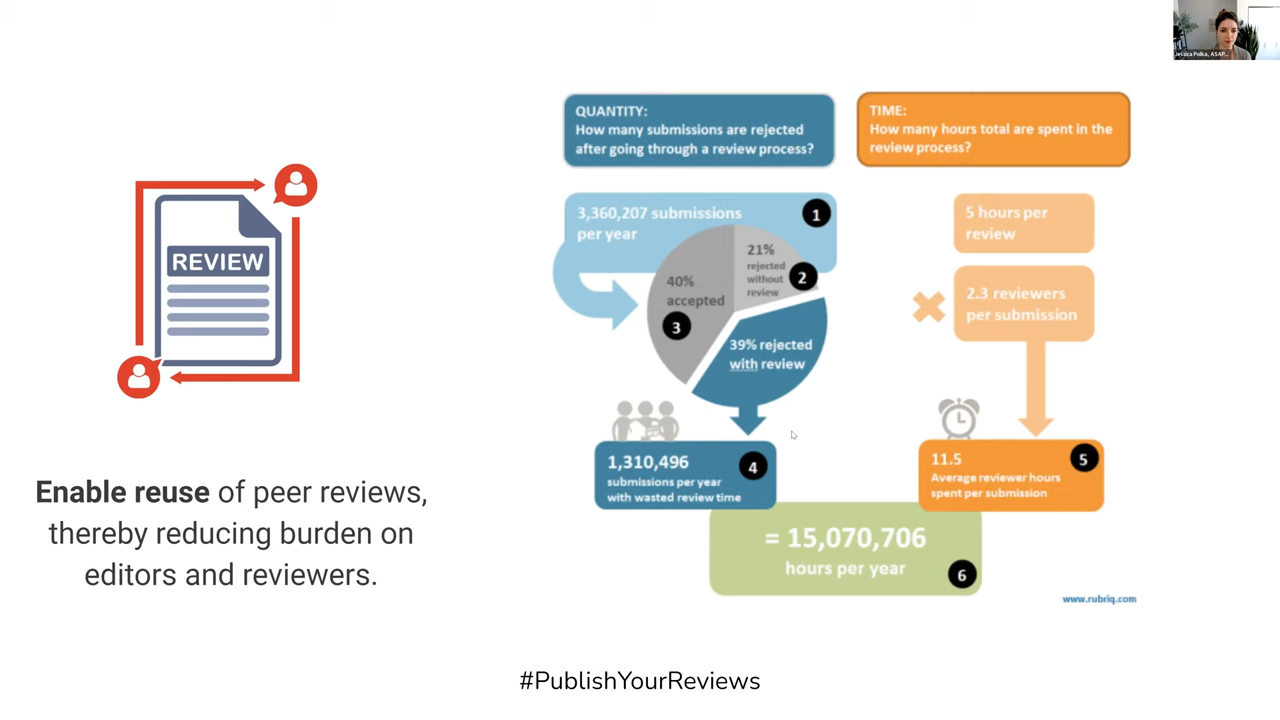 Jessica Polka, ASAP...
QUANTITY:
How many submissions are rejected
after going through a review process?
TIME:
How many hours total are spent in the
review process?
3,360,207 submissions
per year
1
21%
rejected
without
review
2
40%
accepted
3
39% rejected
with review
5 hours per
review
2.3 reviewers
per submission
REVIEW
1,310,496
submissions per year
with wasted review time
4
11.5
Average reviewer hours
spent per submission
5
= 15,070,706
hours per year
6
www.rubriq.com
Enable reuse of peer reviews,
thereby reducing burden on
editors and reviewers.
#PublishYourReviews